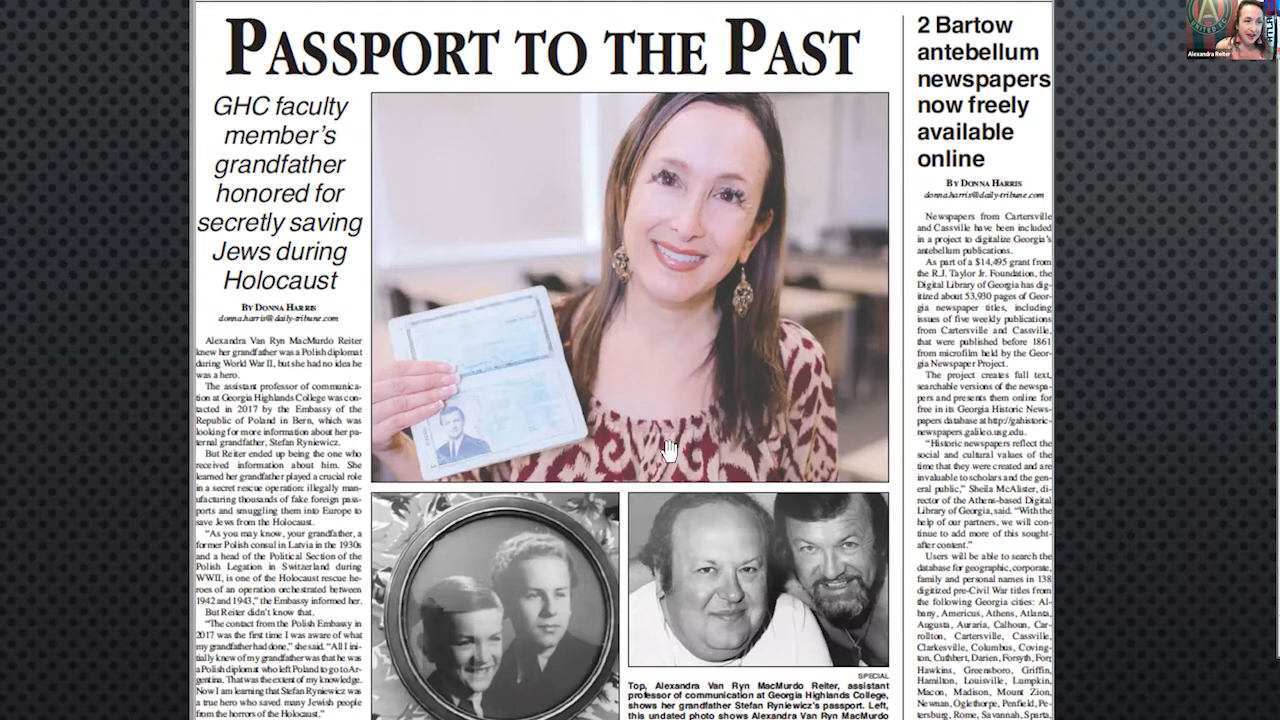 PASSPORT TO THE PAST
GHC faculty
member's
grandfather
honored for
secretly saving
Jews during
Holocaust
BY DONNA HARRIS
donna.harris@daily-tribune.com
Alexandra Van Ryn MacMurdo Reiter
knew her grandfather was a Polish diplomat
during World War II, but she had no idea he
was a hero.
The assistant professor of communica-
tion at Georgia Highlands College was con-
tacted in 2017 by the Embassy of the
Republic of Poland in Bern, which was
looking for more information about her pa-
ternal grandfather, Stefan Ryniewicz.
But Reiter ended up being the one who
received information about him. She
learned her grandfather played a crucial role
in a secret rescue operation: illegally man-
ufacturing thousands of fake foreign pass-
ports and smuggling them into Europe to
save Jews from the Holocaust.
"As you may know, your grandfather, a
former Polish consul in Latvia in the 1930s
and a head of the Political Section of the
Polish Legation in Switzerland during
WWII, is one of the Holocaust rescue he-
roes of an operation orchestrated between
1942 and 1943," the Embassy informed her.
But Reiter didn't know that.
"The contact from the Polish Embassy in
2017 was the first time I was aware of what
my grandfather had done," she said. "All I ini-
tially knew of my grandfather was that he was
a Polish diplomat who left Poland to go to Ar-
gentina. That was the extent of my knowledge.
Now I am learning that Stefan Ryniewicz was
a true hero who saved many Jewish people
from the horrors of the Holocaust."
SPECIAL
Top, Alexandra Van Ryn MacMurdo Reiter, assistant
professor of communication at Georgia Highlands College,
shows her grandfather Stefan Ryniewicz's passport. Left,
this undated photo shows Alexandra Van Ryn MacMurdo
2 Bartow
antebellum
newspapers
now freely
available
online
BY DONNA HARRIS
donna.harris@daily-tribune.com
Newspapers from Cartersville
and Cassville have been included
in a project to digitalize Georgia's
antebellum publications.
As part of a $14,495 grant from
the R.J. Taylor Jr. Foundation, the
Digital Library of Georgia has dig-
itized about 53,930 pages of Geor-
gia newspaper titles, including
issues of five weekly publications
from Cartersville and Cassville,
that were published before 1861
from microfilm held by the Geor-
gia Newspaper Project.
The project creates full text,
searchable versions of the newspa-
pers and presents them online for
free in its Georgia Historic News-
papers database at http://gahistoric-
newspapers.galileo.usg.edu.
"Historic newspapers reflect the
social and cultural values of the
time that they were created and are
invaluable to scholars and the gen-
eral public," Sheila McAlister, di-
rector of the Athens-based Digital
Library of Georgia, said. "With the
help of our partners, we will con-
tinue to add more of this sought-
after content."
Users will be able to search the
database for geographic, corporate,
family and personal names in 138
digitized pre-Civil War titles from
the following Georgia cities: Al-
bany, Americus, Athens, Atlanta,
Augusta, Auraria, Calhoun, Car-
rollton, Cartersville, Cassville,
Clarkesville, Columbus, Coving-
ton, Cuthbert, Darien, Forsyth, Fort
Hawkins, Greensboro, Griffin,
Hamilton, Louisville, Lumpkin,
Macon, Madison, Mount Zion,
Newnan, Oglethorpe, Penfield, Pe-
tersburg, Rome, Savannah, Sparta,
Alexandra Reiter